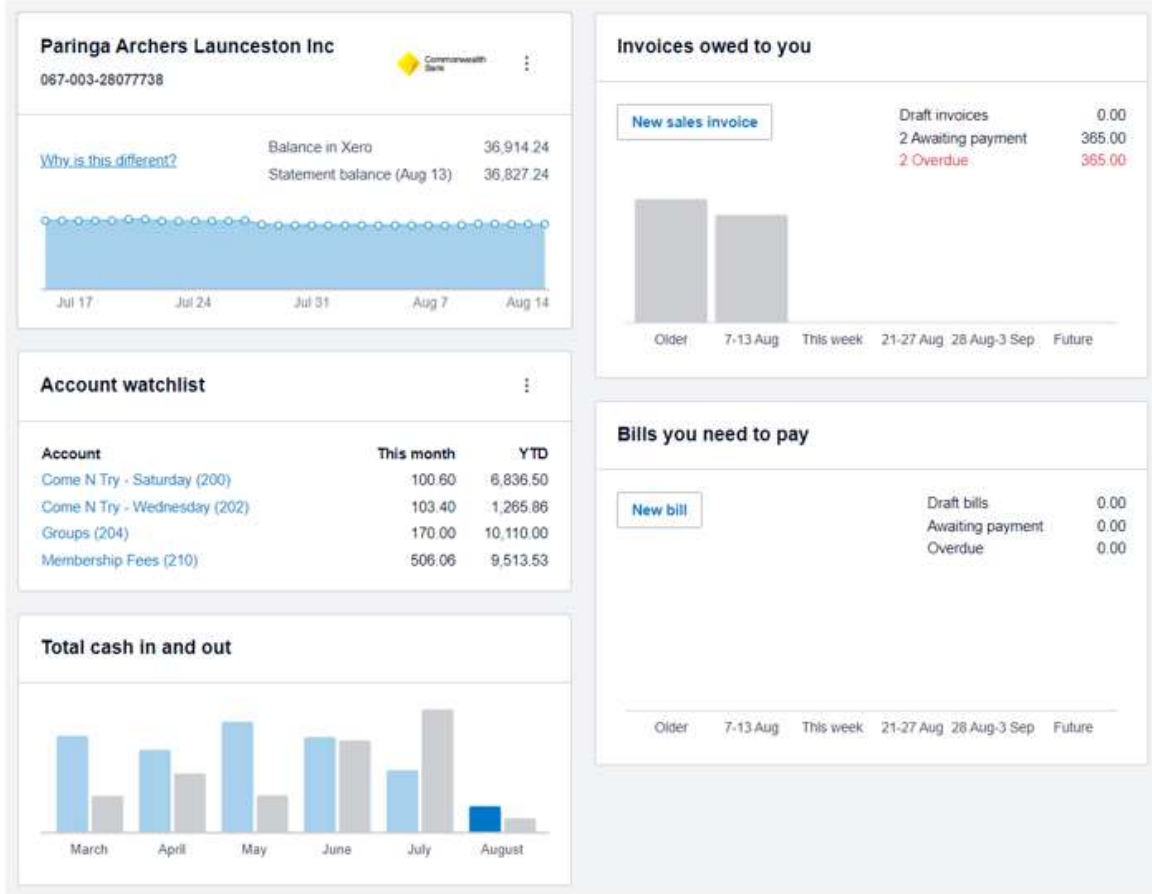 Paringa Archers Launceston Inc
Commonwealth
Bank
067-003-28077738
Why is this different?
Balance in Xero 36,914.24
Statement balance (Aug 13) 36,827.24
Jul 17 Jul 24 Jul 31 Aug 7 Aug 14
Account watchlist
Account This month YTD
Come N Try - Saturday (200) 100.60 6,836.50
Come N Try - Wednesday (202) 103.40 1,265.86
Groups (204) 170.00 10,110.00
Membership Fees (210) 506.06 9,513.53
Total cash in and out
March April May June July August
Invoices owed to you
New sales invoice
Draft invoices 0.00
2 Awaiting payment 365.00
2 Overdue 365.00
Older 7-13 Aug This week 21-27 Aug 28 Aug-3 Sep Future
Bills you need to pay
New bill
Draft bills 0.00
Awaiting payment 0.00
Overdue 0.00
Older 7-13 Aug This week 21-27 Aug 28 Aug-3 Sep Future